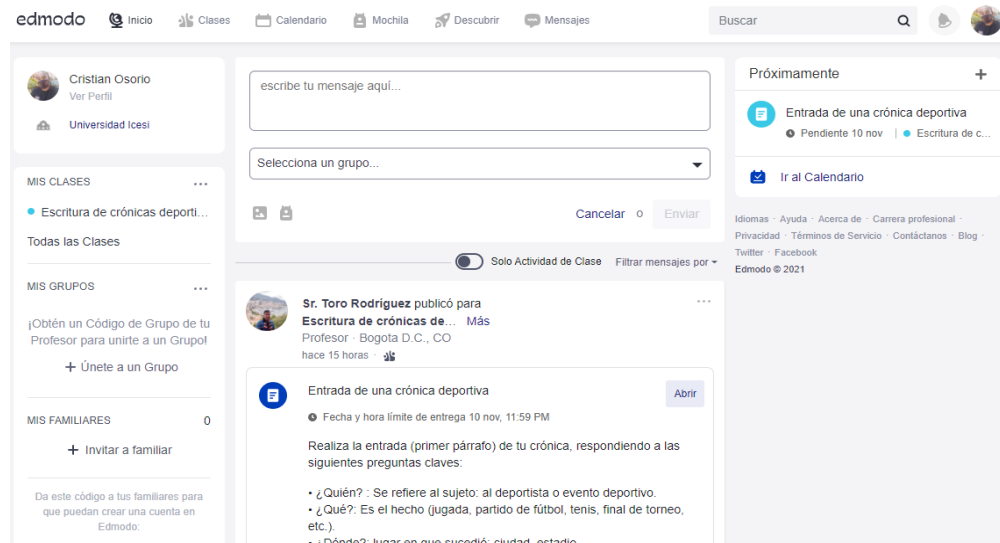 edmodo
Inicio
Clases
Calendario
Mochila
Descubrir
Mensajes
Buscar
Cristian Osorio
Ver Perfil
Universidad Icesi
MIS CLASES
Escritura de crónicas deporti...
Todas las Clases
MIS GRUPOS
¡Obtén un Código de Grupo de tu
Profesor para unirte a un Grupo!
+ Únete a un Grupo
MIS FAMILIARES 0
+ Invitar a familiar
Da este código a tus familiares para
que puedan crear una cuenta en
Edmodo:
escribe tu mensaje aquí...
Selecciona un grupo...
Cancelar o Enviar
Solo Actividad de Clase Filtrar mensajes por
Sr. Toro Rodríguez publicó para
Escritura de crónicas de... Más
Profesor · Bogota D.C., CO
hace 15 horas ·
Entrada de una crónica deportiva
Abrir
Fecha y hora límite de entrega 10 nov, 11:59 PM
Realiza la entrada (primer párrafo) de tu crónica, respondiendo a las
siguientes preguntas claves:
• ¿Quién? : Se refiere al sujeto: al deportista o evento deportivo.
• ¿Qué?: Es el hecho (jugada, partido de fútbol, tenis, final de torneo,
etc.).
• ¿Dónde?: lugar en que sucedió: ciudad, estadio
Próximamente +
Entrada de una crónica deportiva
Pendiente 10 nov | Escritura de c...
Ir al Calendario
Idiomas · Ayuda · Acerca de · Carrera profesional ·
Privacidad · Términos de Servicio · Contáctanos · Blog ·
Twitter · Facebook
Edmodo © 2021